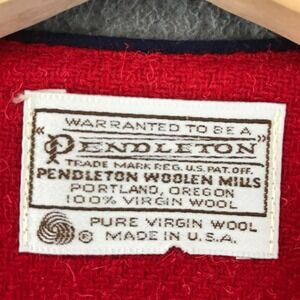 WARRANTED TO BE A
"PENDLETON"
TRADE MARK REG. U.S. PAT. OFF.
PENDLETON WOOLEN MILLS
PORTLAND, OREGON
100% VIRGIN WOOL
® PURE VIRGIN WOOL
MADE IN U.S.A.